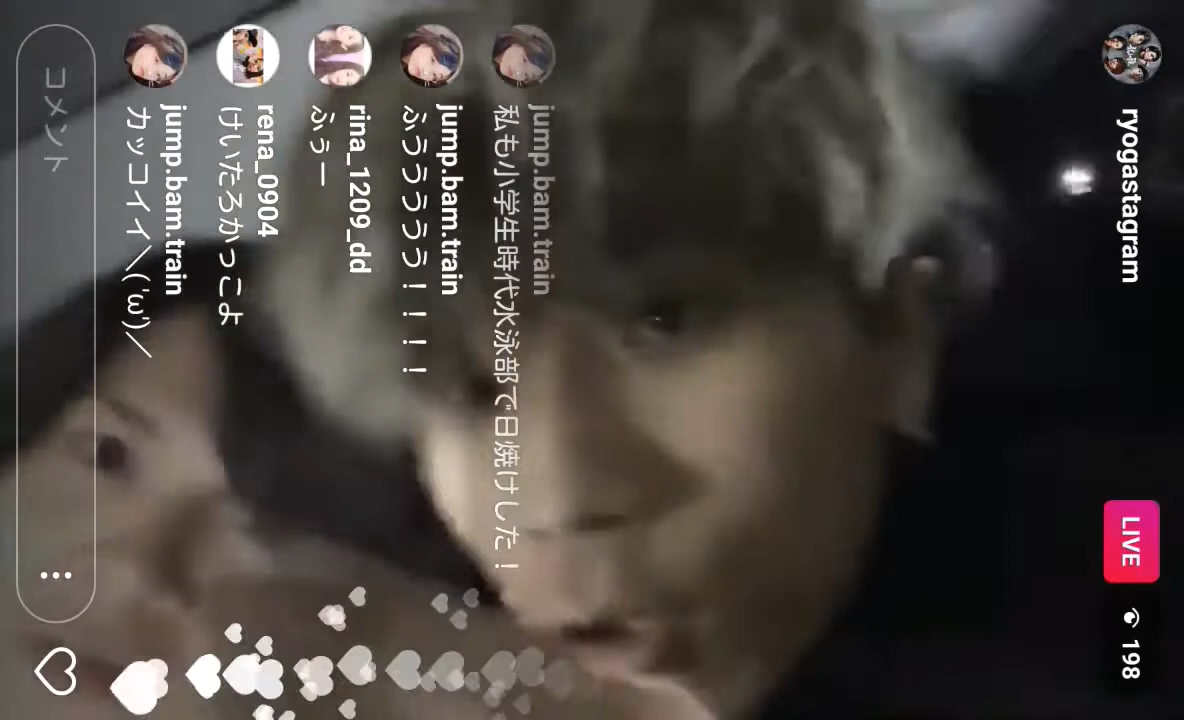 ryogastagram
LIVE
198
jump.bam.train
私も小学生時代水泳部で日焼けした！
jump.bam.train
ふううううう！！！！
rina_1209_dd
ふぅー
rena_0904
けいたろかっこよ
jump.bam.train
カッコイィ＼('ω')／
コメント